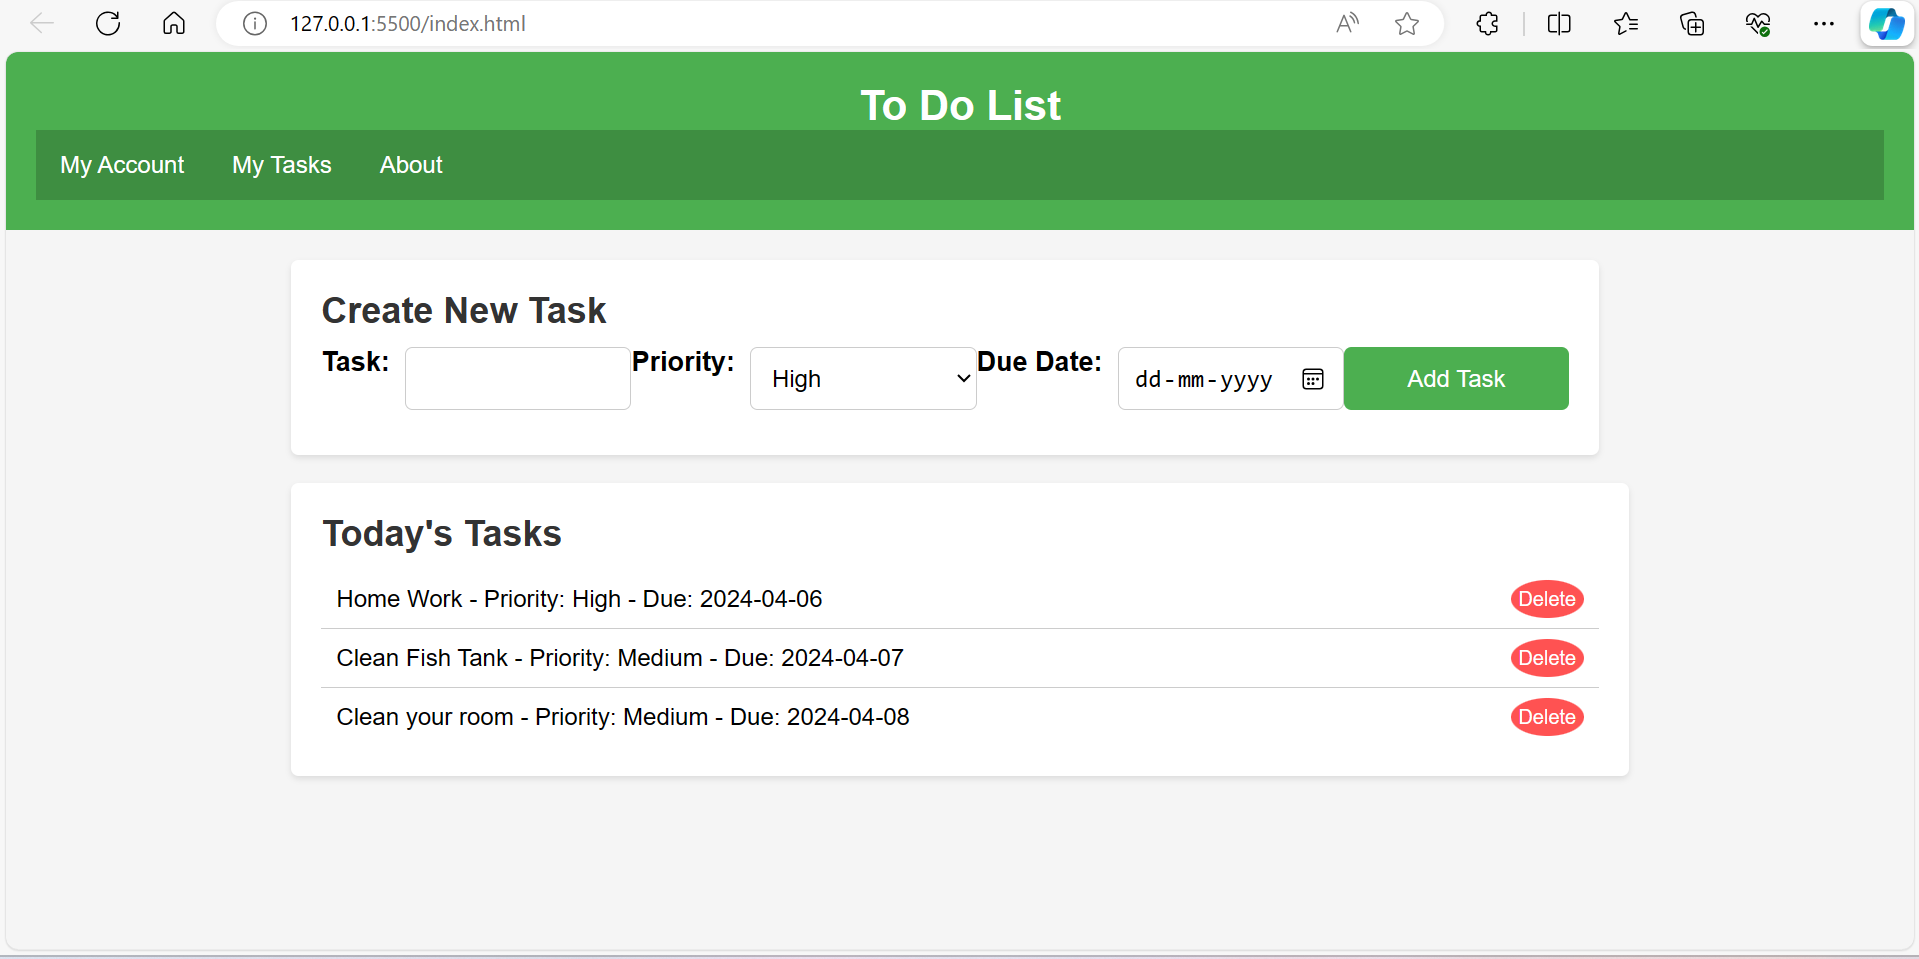 127.0.0.1:5500/index.html
To Do List
My Account My Tasks About
Create New Task
Task: Priority: High Due Date: dd-mm-yyyy Add Task
Today's Tasks
Home Work - Priority: High - Due: 2024-04-06 Delete
Clean Fish Tank - Priority: Medium - Due: 2024-04-07 Delete
Clean your room - Priority: Medium - Due: 2024-04-08 Delete